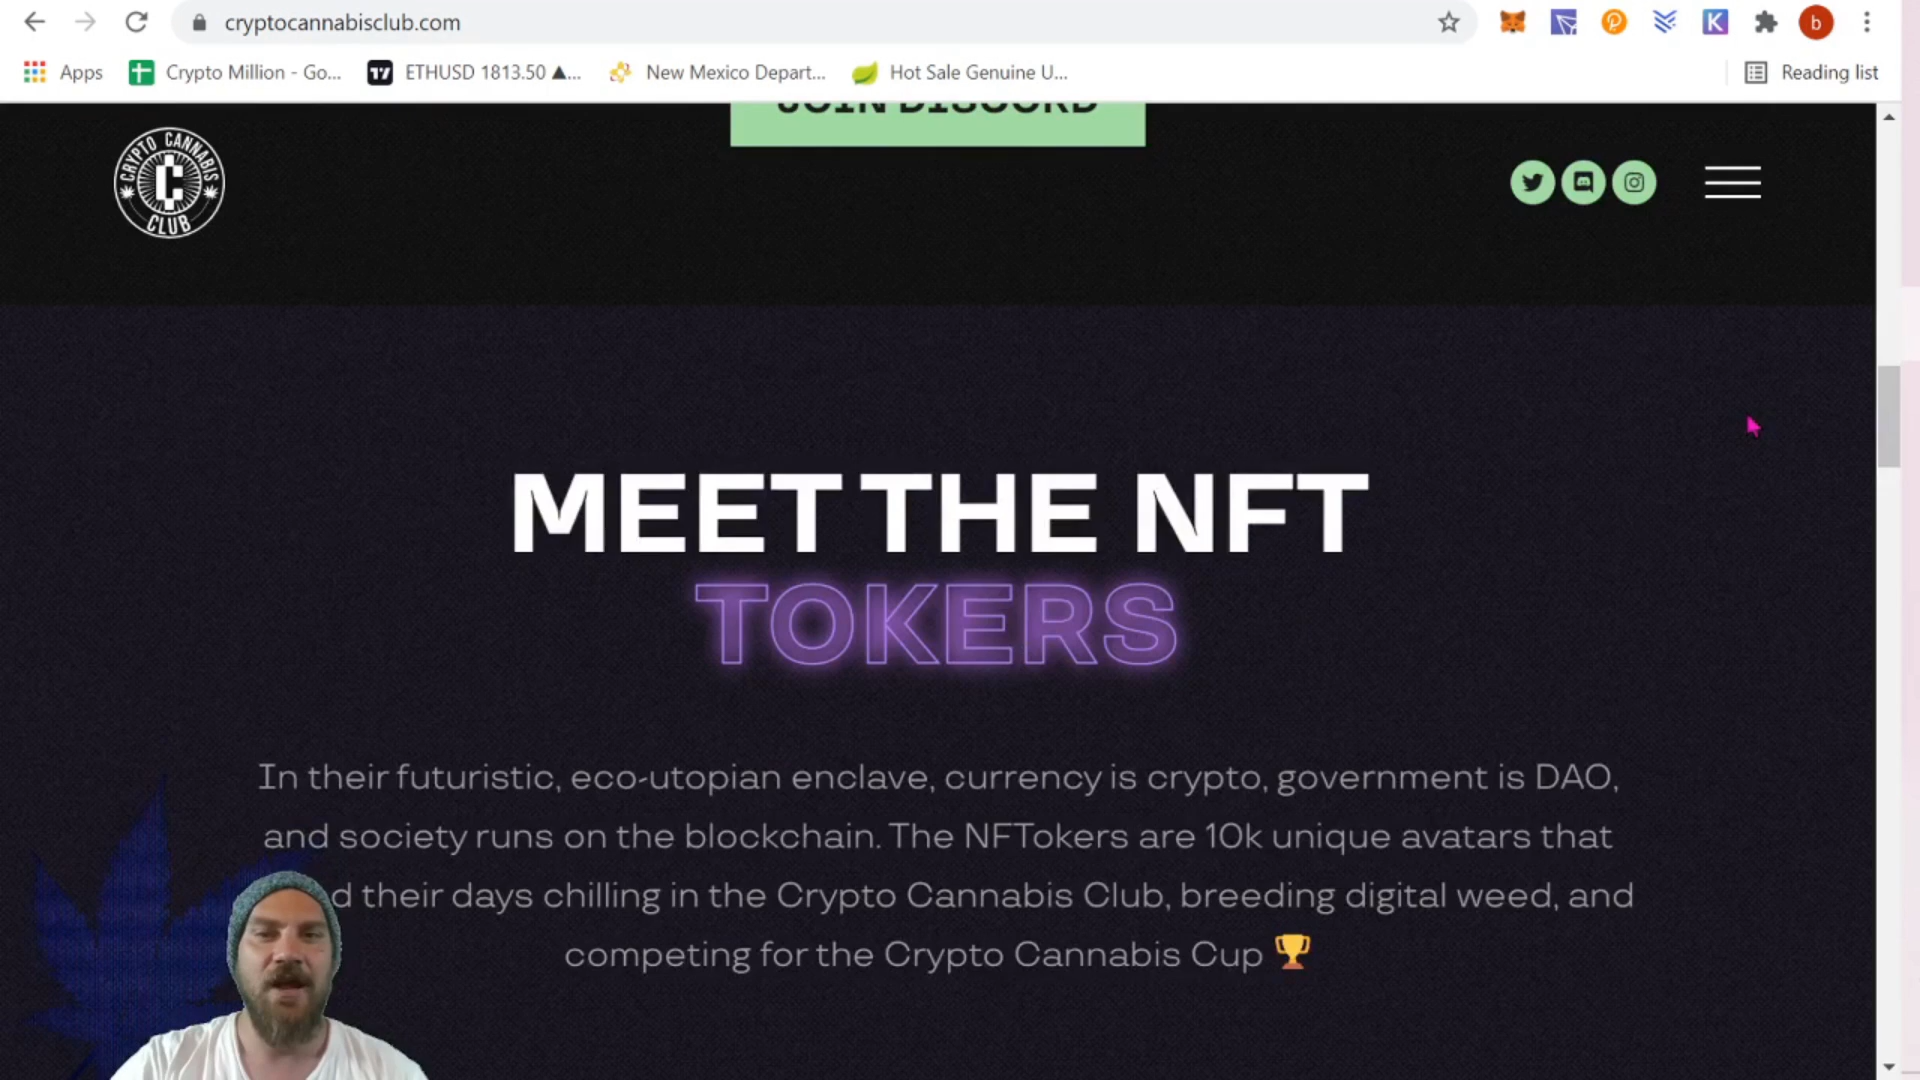 cryptocannabisclub.com
Apps
Crypto Million - Go...
ETHUSD 1813.50 ▲...
New Mexico Depart...
Hot Sale Genuine U...
Reading list
JOIN DISCORD
CRYPTO CANNABIS
C
CLUB
MEET THE NFT
TOKERS
In their futuristic, eco-utopian enclave, currency is crypto, government is DAO,
and society runs on the blockchain. The NFTokers are 10k unique avatars that
d their days chilling in the Crypto Cannabis Club, breeding digital weed, and
competing for the Crypto Cannabis Cup 🏆